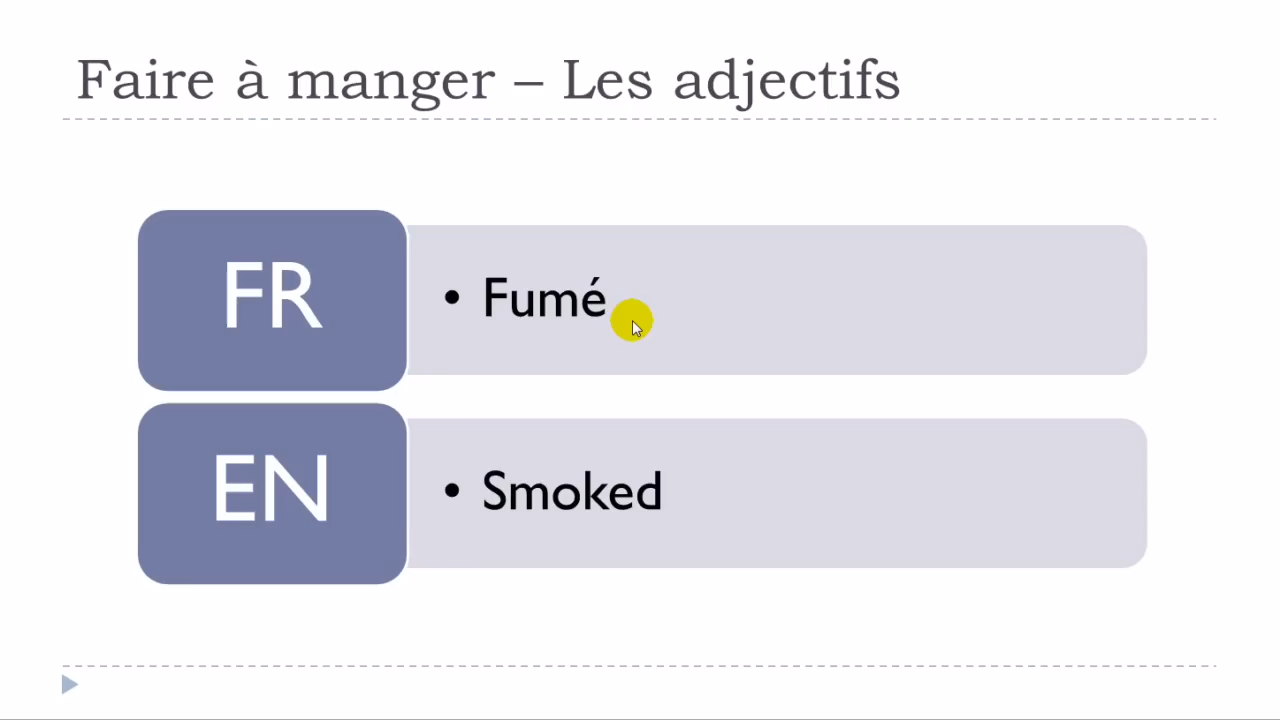 Faire à manger – Les adjectifs
FR
• Fumé
EN
• Smoked